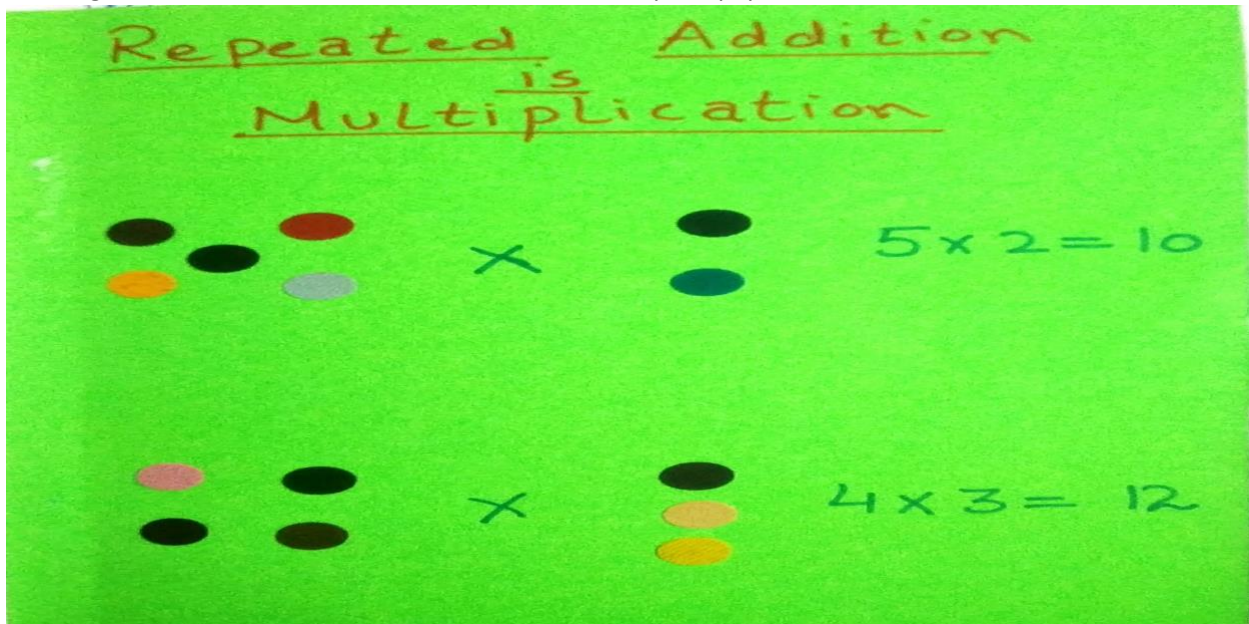 Repeated Addition
is
Multiplication
× 5 × 2 = 10
× 4 × 3 = 12